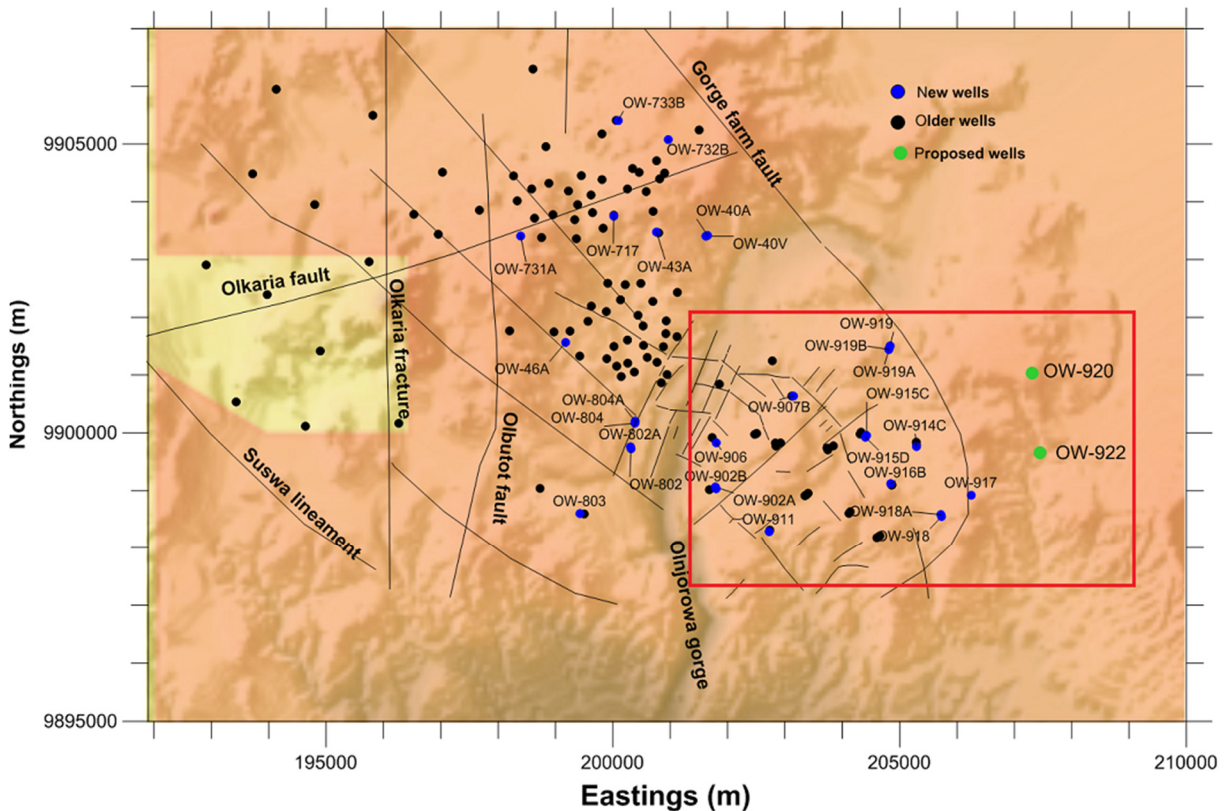 Gorge farm fault
New wells
Older wells
Proposed wells
OW-733B
OW-732B
9905000
OW-40A
OW-40V
OW-717
OW-43A
OW-731A
Olkaria fault
Olkaria fracture
OW-919
OW-919B
OW-919A
OW-46A
OW-920
OW-804A
OW-915C
OW-907B
OW-804
OW-914C
9900000
OW-802A
OW-922
OW-906
OW-915D
OW-902B
OW-916B
OW-802
OW-917
Olbutot fault
Suswa lineament
OW-803
OW-902A
OW-918A
OW-911
OW-918
Olnjorowa gorge
9895000
195000
200000
205000
210000
Northings (m)
Eastings (m)